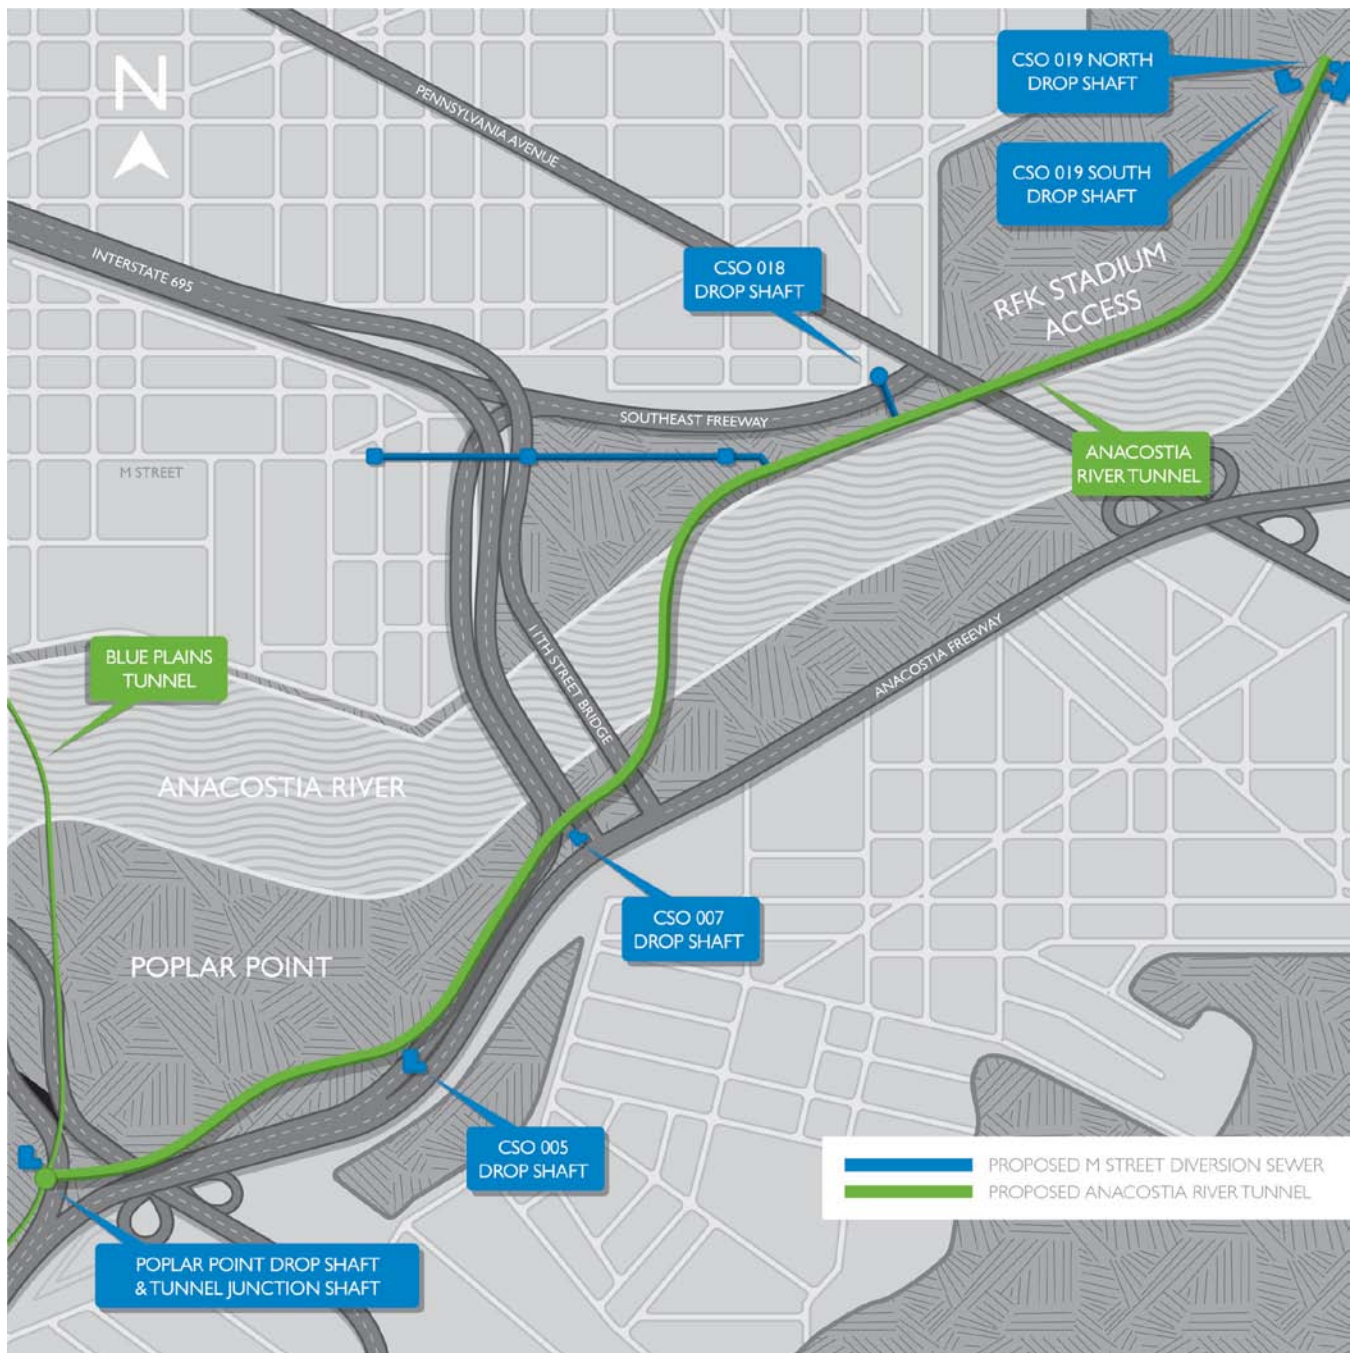 N
CSO 019 NORTH
DROP SHAFT
PENNSYLVANIA AVENUE
CSO 019 SOUTH
DROP SHAFT
INTERSTATE 695
CSO 018
DROP SHAFT
RFK STADIUM
ACCESS
SOUTHEAST FREEWAY
M STREET
ANACOSTIA
RIVER TUNNEL
BLUE PLAINS
TUNNEL
11TH STREET BRIDGE
ANACOSTIA FREEWAY
ANACOSTIA RIVER
CSO 007
DROP SHAFT
POPLAR POINT
CSO 005
DROP SHAFT
PROPOSED M STREET DIVERSION SEWER
PROPOSED ANACOSTIA RIVER TUNNEL
POPLAR POINT DROP SHAFT
& TUNNEL JUNCTION SHAFT